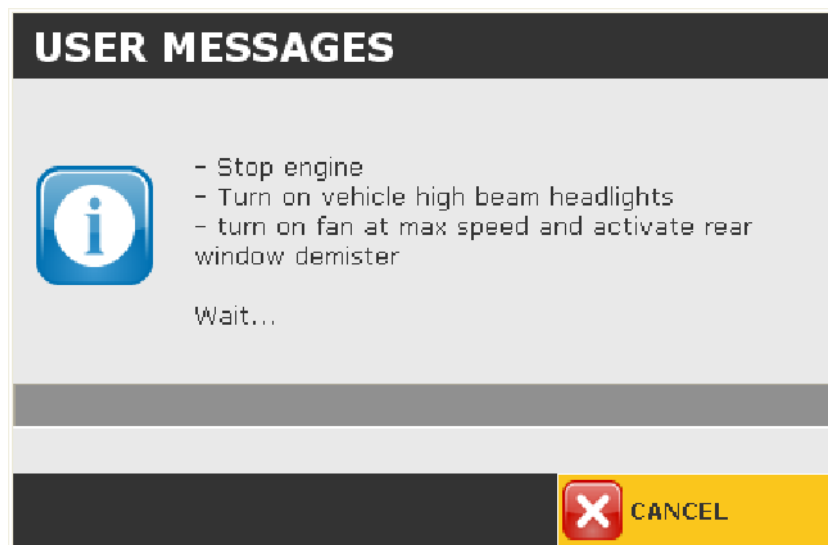 USER MESSAGES
- Stop engine
- Turn on vehicle high beam headlights
- turn on fan at max speed and activate rear
window demister
Wait...
CANCEL